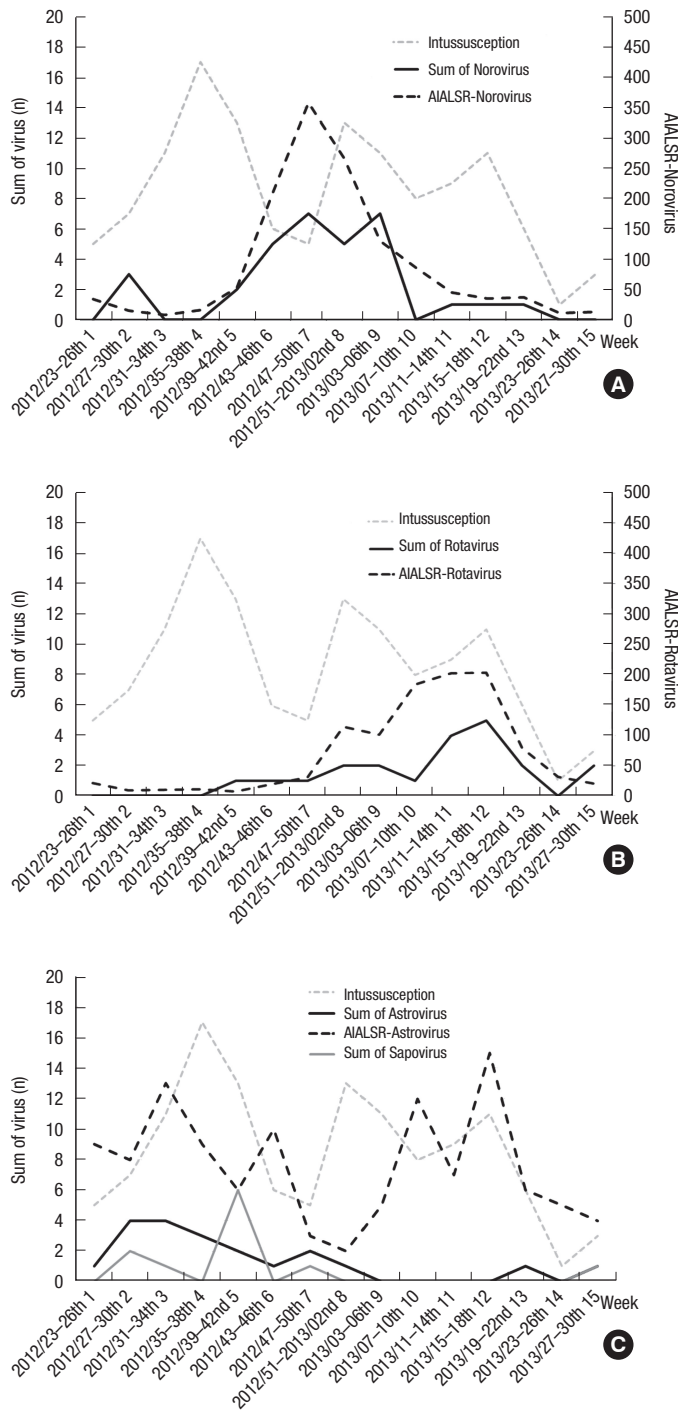 20
18
16
14
12
10
8
6
4
2
0
Sum of virus (n)
Intussusception
Sum of Norovirus
AIALSR-Norovirus
500
450
400
350
300
250
200
150
100
50
0
AIALSR-Norovirus
2012/23–26th 1
2012/27–30th 2
2012/31–34th 3
2012/35–38th 4
2012/39–42nd 5
2012/43–46th 6
2012/47–50th 7
2012/51–2013/02nd 8
2013/03–06th 9
2013/07–10th 10
2013/11–14th 11
2013/15–18th 12
2013/19–22nd 13
2013/23–26th 14
2013/27–30th 15
Week
A
20
18
16
14
12
10
8
6
4
2
0
Sum of virus (n)
Intussusception
Sum of Rotavirus
AIALSR-Rotavirus
500
450
400
350
300
250
200
150
100
50
0
AIALSR-Rotavirus
2012/23–26th 1
2012/27–30th 2
2012/31–34th 3
2012/35–38th 4
2012/39–42nd 5
2012/43–46th 6
2012/47–50th 7
2012/51–2013/02nd 8
2013/03–06th 9
2013/07–10th 10
2013/11–14th 11
2013/15–18th 12
2013/19–22nd 13
2013/23–26th 14
2013/27–30th 15
Week
B
20
18
16
14
12
10
8
6
4
2
0
Sum of virus (n)
Intussusception
Sum of Astrovirus
AIALSR-Astrovirus
Sum of Sapovirus
2012/23–26th 1
2012/27–30th 2
2012/31–34th 3
2012/35–38th 4
2012/39–42nd 5
2012/43–46th 6
2012/47–50th 7
2012/51–2013/02nd 8
2013/03–06th 9
2013/07–10th 10
2013/11–14th 11
2013/15–18th 12
2013/19–22nd 13
2013/23–26th 14
2013/27–30th 15
Week
C